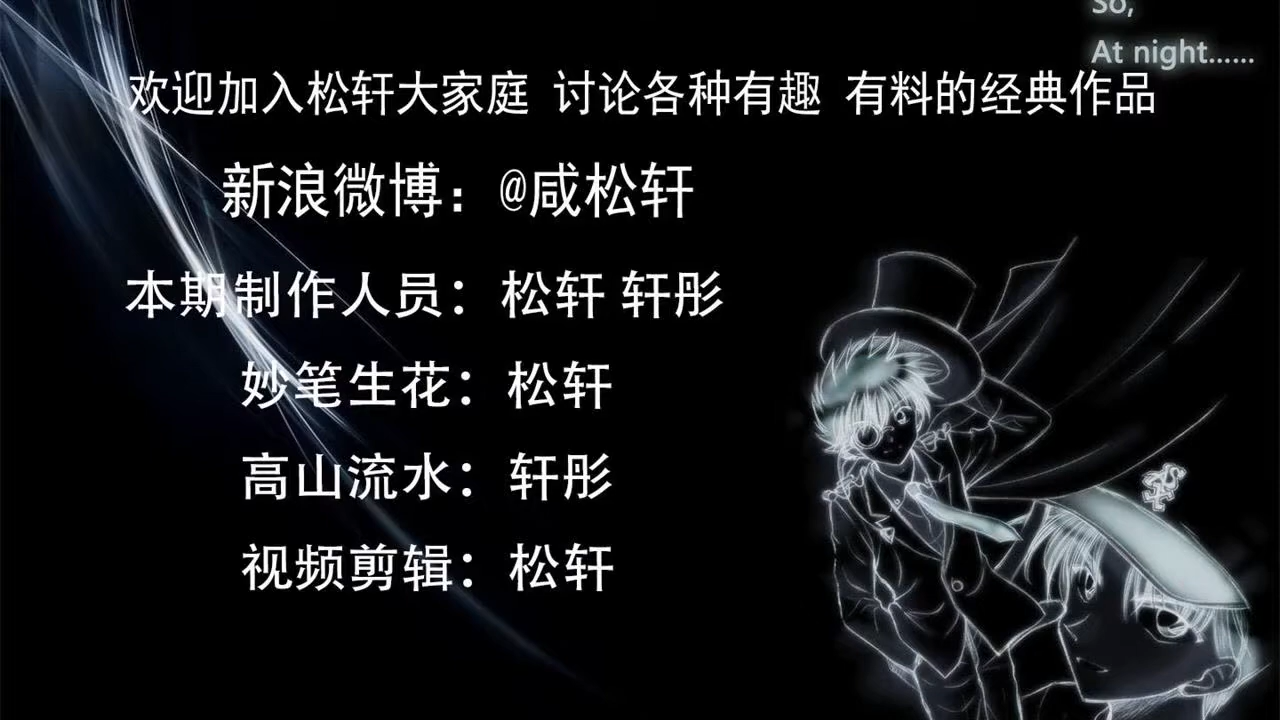 So,
At night……
欢迎加入松轩大家庭 讨论各种有趣 有料的经典作品
新浪微博：@咸松轩
本期制作人员：松轩 轩彤
妙笔生花：松轩
高山流水：轩彤
视频剪辑：松轩